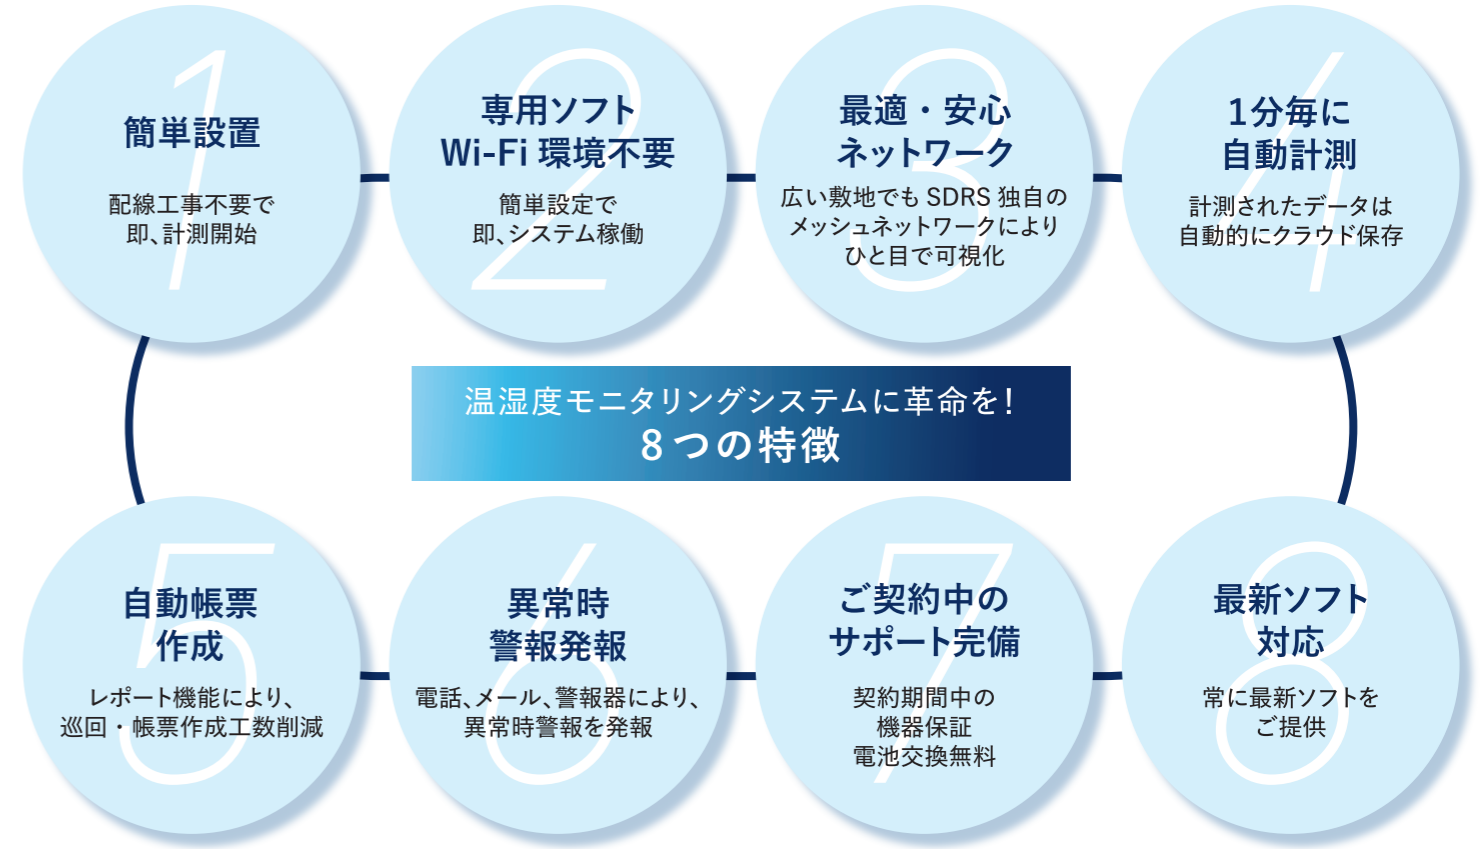 1
簡単設置
配線工事不要で
即、計測開始
2
専用ソフト
Wi-Fi 環境不要
簡単設定で
即、システム稼働
3
最適・安心
ネットワーク
広い敷地でも SDRS 独自の
メッシュネットワークにより
ひと目で可視化
4
1分毎に
自動計測
計測されたデータは
自動的にクラウド保存
温湿度モニタリングシステムに革命を!
8つの特徴
5
自動帳票
作成
レポート機能により、
巡回・帳票作成工数削減
6
異常時
警報発報
電話、メール、警報器により、
異常時警報を発報
7
ご契約中の
サポート完備
契約期間中の
機器保証
電池交換無料
8
最新ソフト
対応
常に最新ソフトを
ご提供